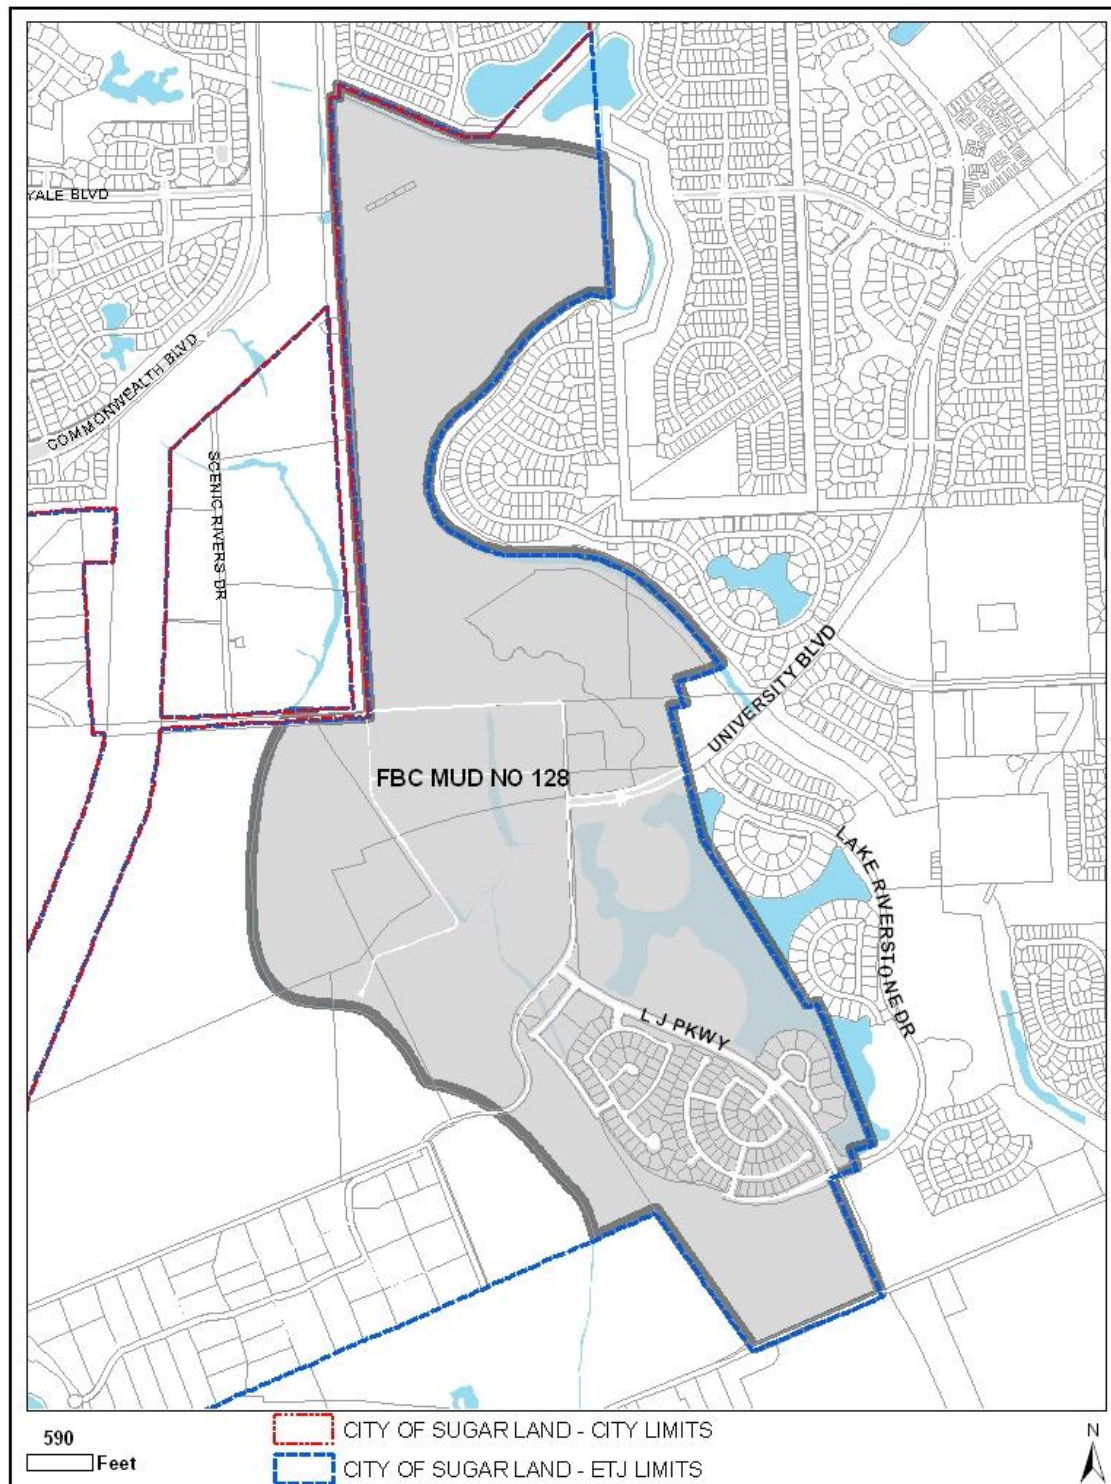 YALE BLVD
COMMONWEALTH BLVD
SCENIC RIVERS DR
UNIVERSITY BLVD
FBC MUD NO 128
LAKE RIVERSTONE DR
L J PKWY
590
Feet
CITY OF SUGAR LAND - CITY LIMITS
CITY OF SUGAR LAND - ETJ LIMITS
N